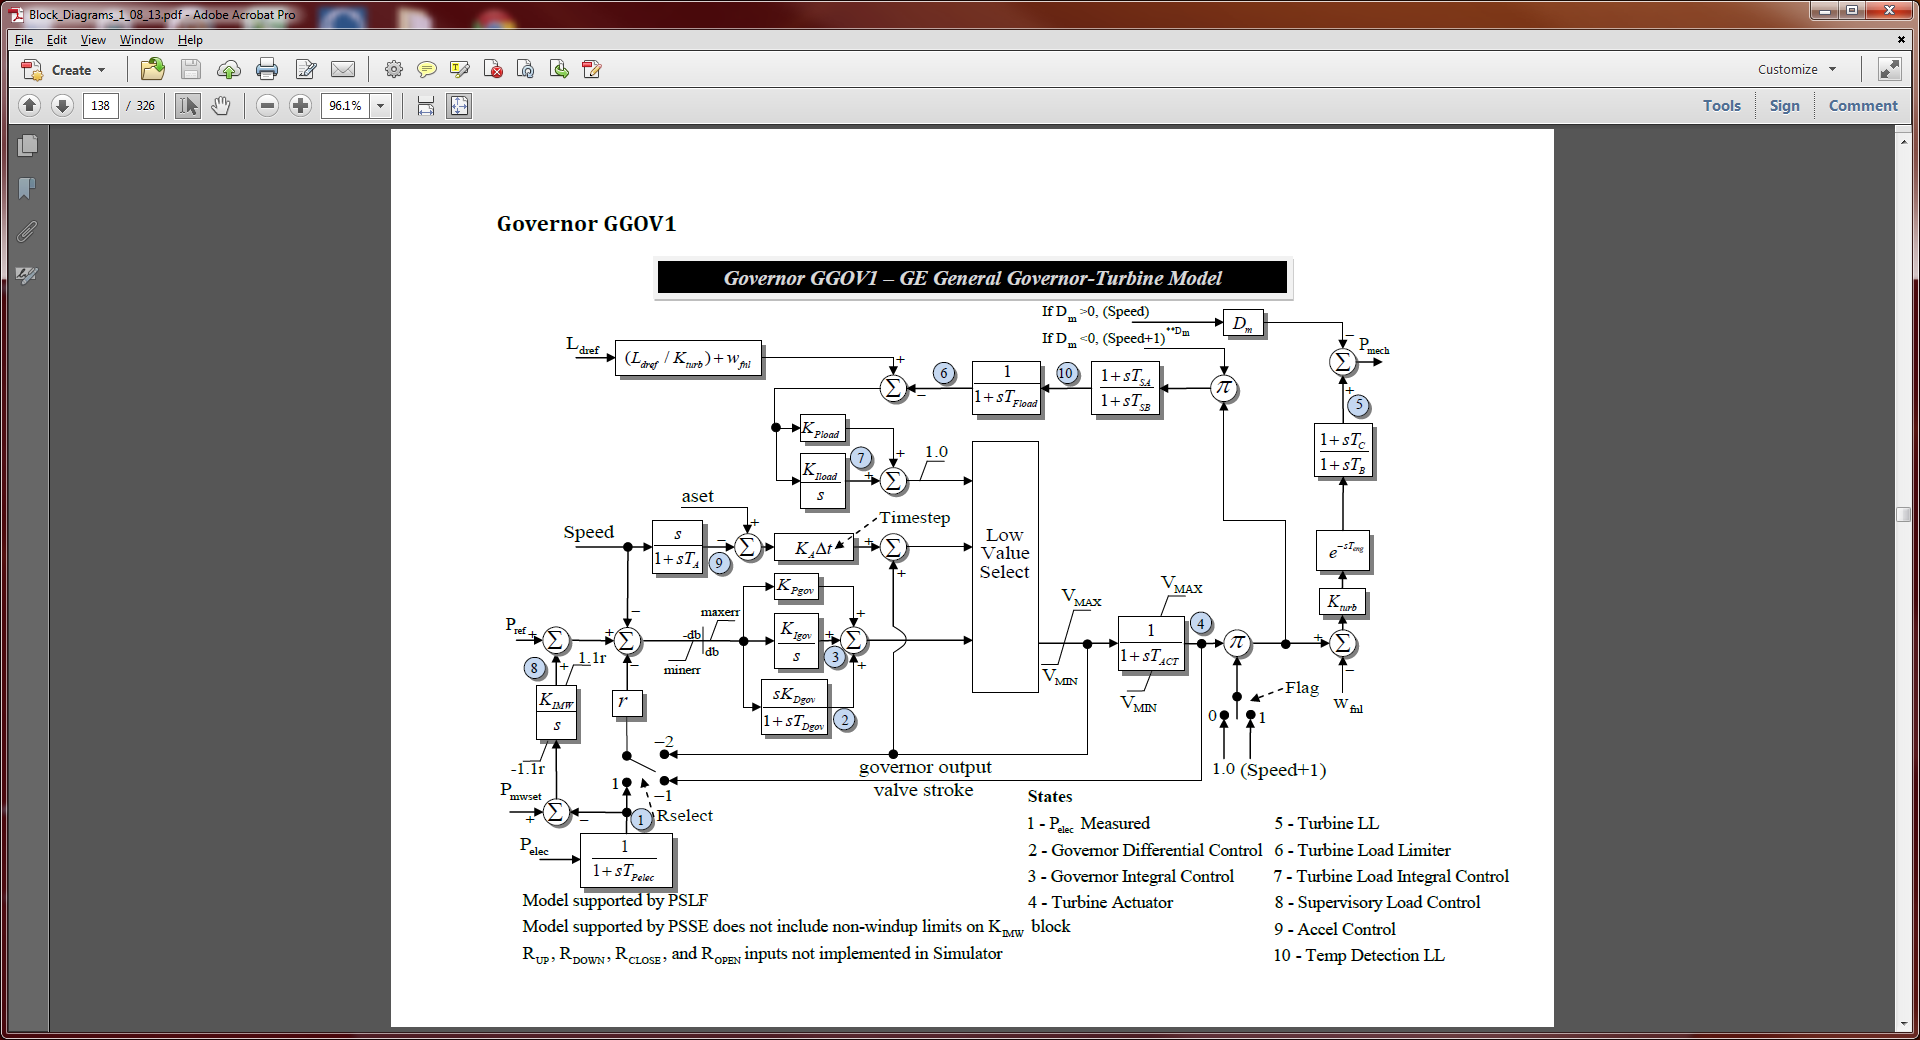 Block_Diagrams_1_08_13.pdf - Adobe Acrobat Pro
File Edit View Window Help
Create
Customize
138 / 326
96.1%
Tools Sign Comment
Governor GGOV1
Governor GGOV1 – GE General Governor-Turbine Model
If Dm >0, (Speed)
If Dm <0, (Speed+1)**Dm
Dm
−
Pmech
Σ
+
5
Ldref
(Ldref / Kturb) + wfnl
+
Σ
−
6
1
1 + sTFload
10
1 + sTSA
1 + sTSB
π
KPload
+
KIload
s
7
+
Σ
1.0
1 + sTC
1 + sTB
aset
+
Timestep
Speed
s
1 + sTA
−
9
Σ
KAΔt
+
Σ
+
Low
Value
Select
e−sTeng
Kturb
KPgov
+
maxerr
-db
db
minerr
Pref
+
Σ
+
8
1.1r
−
+
Σ
−
KIgov
s
+
3
Σ
+
VMAX
VMIN
1
1 + sTACT
VMAX
VMIN
4
π
+
Σ
−
wfnl
KIMW
s
-1.1r
r
sKDgov
1 + sTDgov
2
Flag
0
1
1.0 (Speed+1)
−2
governor output
1
−1
valve stroke
Rselect
Pmwset
+
Σ
−
1
Pelec
1
1 + sTPelec
States
1 - Pelec Measured
2 - Governor Differential Control
3 - Governor Integral Control
4 - Turbine Actuator
5 - Turbine LL
6 - Turbine Load Limiter
7 - Turbine Load Integral Control
8 - Supervisory Load Control
9 - Accel Control
10 - Temp Detection LL
Model supported by PSLF
Model supported by PSSE does not include non-windup limits on KIMW block
RUP, RDOWN, RCLOSE, and ROPEN inputs not implemented in Simulator